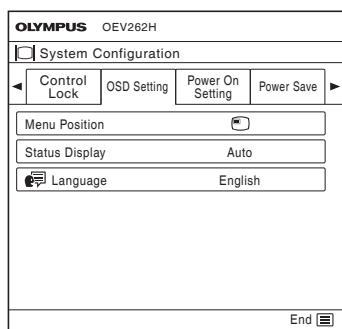 OLYMPUS OEV262H
System Configuration
Control Lock
OSD Setting
Power On Setting
Power Save
Menu Position
Status Display Auto
Language English
End